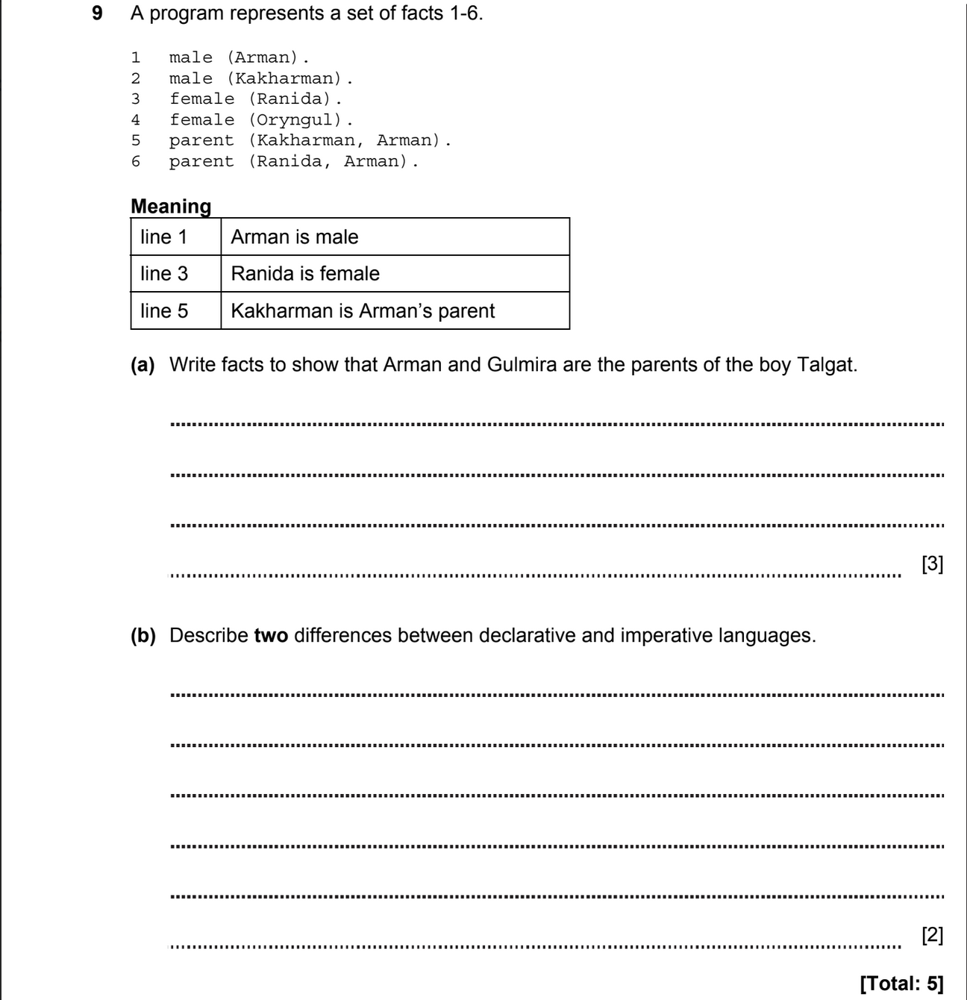 9 A program represents a set of facts 1-6.
1 male (Arman).
2 male (Kakharman).
3 female (Ranida).
4 female (Oryngul).
5 parent (Kakharman, Arman).
6 parent (Ranida, Arman).
Meaning
line 1 Arman is male
line 3 Ranida is female
line 5 Kakharman is Arman's parent
(a) Write facts to show that Arman and Gulmira are the parents of the boy Talgat.
[3]
(b) Describe two differences between declarative and imperative languages.
[2]
[Total: 5]